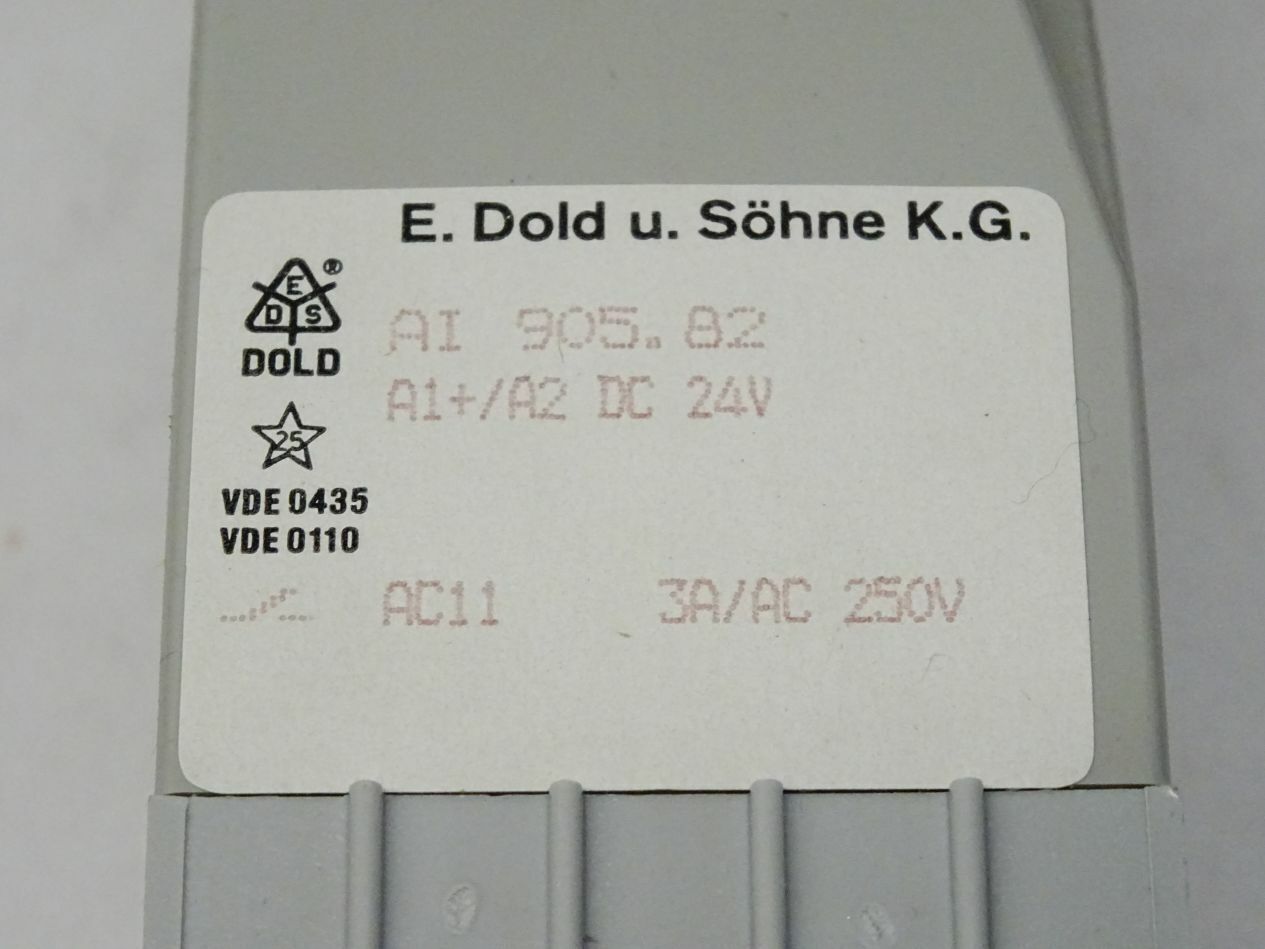 E. Dold u. Söhne K.G.
®
E
D S
DOLD
AI 905.82
A1+/A2 DC 24V
25
VDE 0435
VDE 0110
AC11 3A/AC 250V